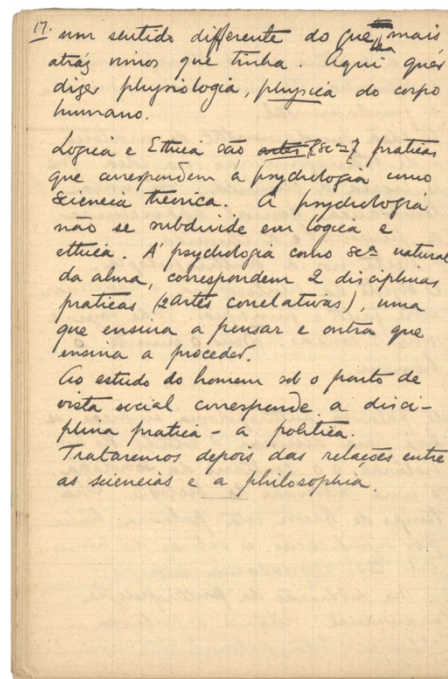 17. um sentido differente do que mais
atráz vimos que tinha. Aqui quér
dizer physiologia, physica do corpo
humano.
Logica e Ethica são artes [sc=] praticas
que correspondem á psychologia como
sciencia theorica. A psychologia
não se subdivide em logica e
ethica. A' psychologia como scª natural
da alma, correspondem 2 disciplinas
praticas (2 artes correlativas), uma
que ensina a pensar e outra que
ensina a proceder.
Ao estudo do homem sob o ponto de
vista social corresponde a disci-
plina pratica – a politica.
Trataremos depois das relações entre
as sciencias e a philosophia.